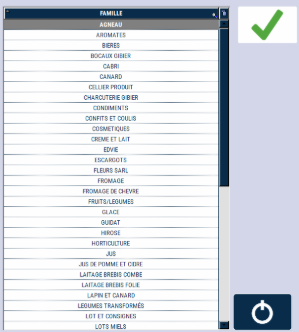 FAMILLE
AGNEAU
AROMATES
BIERES
BOCAUX GIBIER
CABRI
CANARD
CELLIER PRODUIT
CHARCUTERIE GIBIER
CONDIMENTS
CONFITS ET COULIS
COSMETIQUES
CREME ET LAIT
EDVIE
ESCARGOTS
FLEURS SARL
FROMAGE
FROMAGE DE CHEVRE
FRUITS/LEGUMES
GLACE
GUIDAT
HIROSE
HORTICULTURE
JUS
JUS DE POMME ET CIDRE
LAITAGE BREBIS COMBE
LAITAGE BREBIS FOLIE
LAPIN ET CANARD
LEGUMES TRANSFORMÉS
LOT ET CONSIGNES
LOTS MIELS